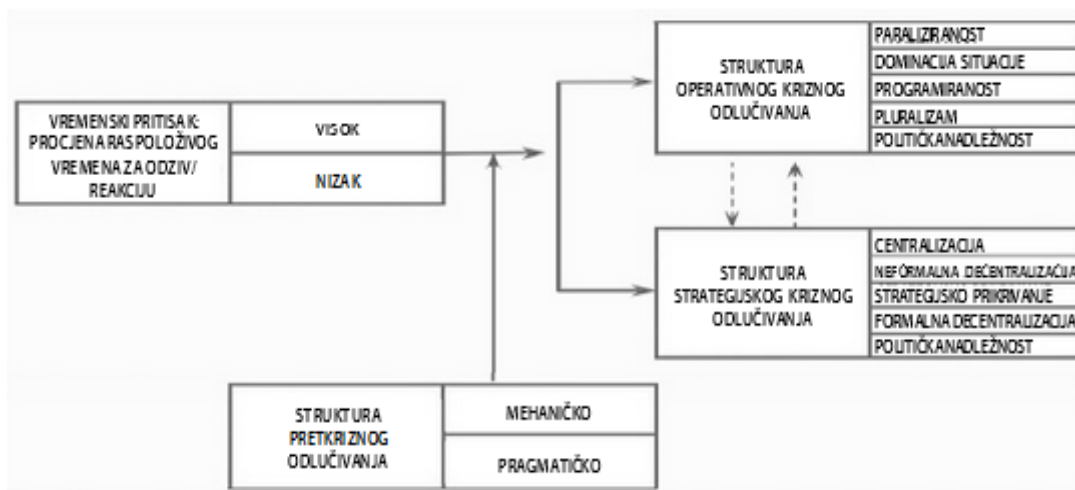 VREMENSKI PRITISAK:
PROCJENA RASPOLOŽIVOG
VREMENA ZA ODZIV/
REAKCIJU
VISOK
NIZAK
STRUKTURA
OPERATIVNOG KRIZNOG
ODLUČIVANJA
PARALIZIRANOST
DOMINACIJA SITUACIJE
PROGRAMIRANOST
PLURALIZAM
POLITIČKA NADLEŽNOST
STRUKTURA
STRATEGIJSKOG KRIZNOG
ODLUČIVANJA
CENTRALIZACIJA
NEFORMALNA DECENTRALIZACIJA
STRATEGIJSKO PRIKRIVANJE
FORMALNA DECENTRALIZACIJA
POLITIČKA NADLEŽNOST
STRUKTURA
PRETKRIZNOG
ODLUČIVANJA
MEHANIČKO
PRAGMATIČKO